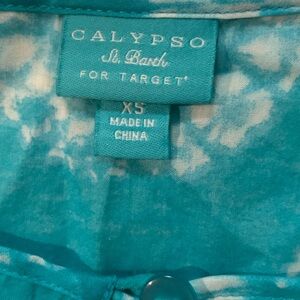 CALYPSO
St. Barth
FOR TARGET*
XS
MADE IN
CHINA